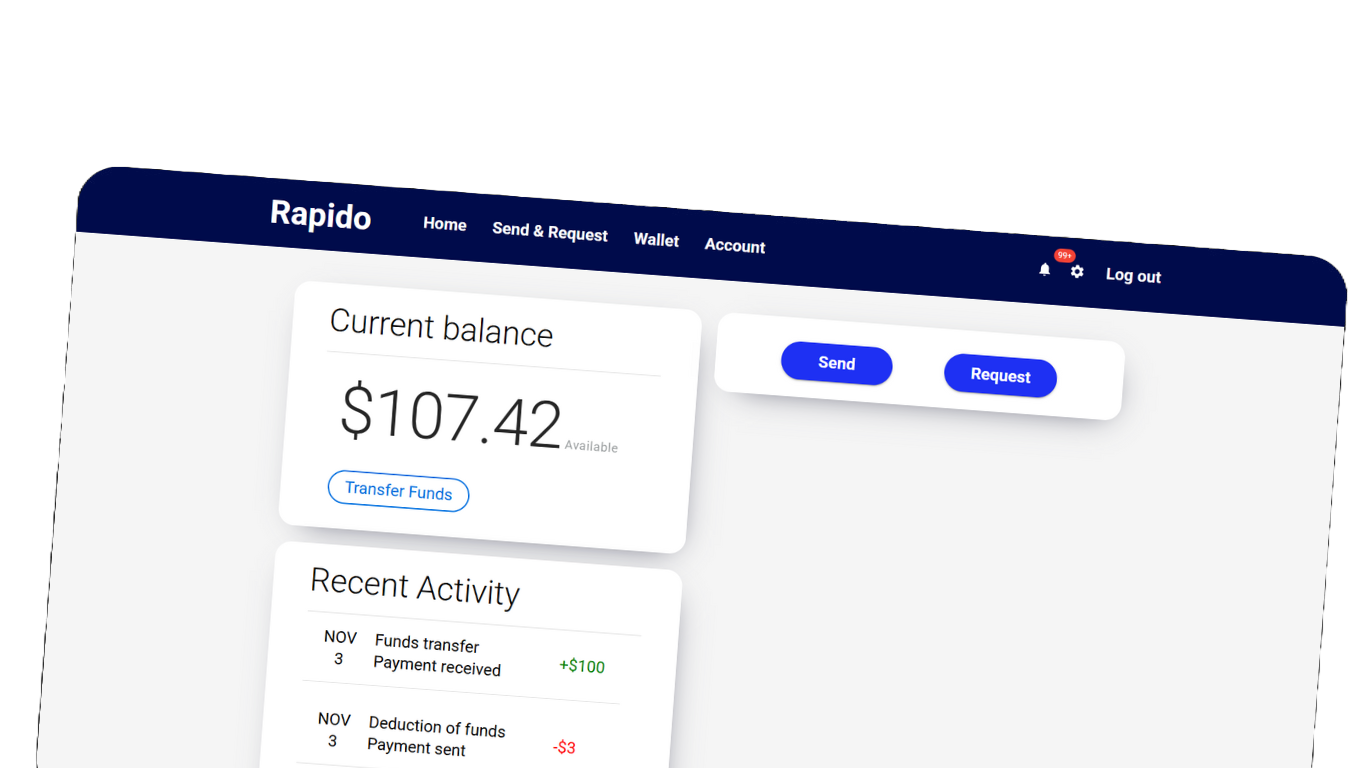 Rapido
Home
Send & Request
Wallet
Account
99+
Log out
Current balance
$107.42 Available
Transfer Funds
Send
Request
Recent Activity
NOV 3
Funds transfer
Payment received
+$100
NOV 3
Deduction of funds
Payment sent
-$3